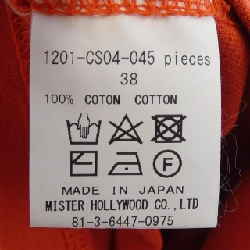 1201-CS04-045 pieces
38
100% COTON COTTON
F
MADE IN JAPAN
MISTER HOLLYWOOD CO.,LTD
81-3-6447-0975